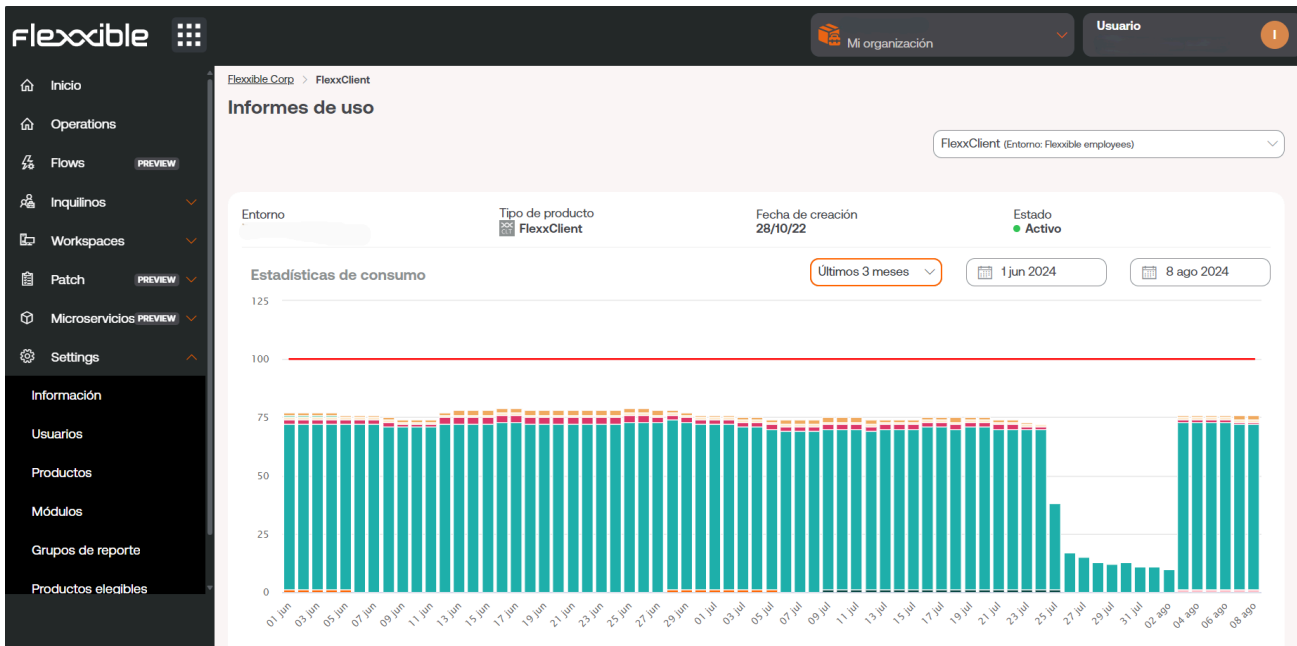 Flexxible
Mi organización
Usuario
I
Inicio
Operations
Flows PREVIEW
Inquilinos
Workspaces
Patch PREVIEW
Microservicios PREVIEW
Settings
Información
Usuarios
Productos
Módulos
Grupos de reporte
Productos elegibles
Flexxible Corp > FlexxClient
Informes de uso
FlexxClient (Entorno: Flexxible employees)
Entorno
Tipo de producto
FlexxClient
Fecha de creación
28/10/22
Estado
Activo
Estadísticas de consumo
Últimos 3 meses
1 jun 2024
8 ago 2024
125
100
75
50
25
0
01 jun
03 jun
05 jun
07 jun
09 jun
11 jun
13 jun
15 jun
17 jun
19 jun
21 jun
23 jun
25 jun
27 jun
29 jun
01 jul
03 jul
05 jul
07 jul
09 jul
11 jul
13 jul
15 jul
17 jul
19 jul
21 jul
23 jul
25 jul
27 jul
29 jul
31 jul
02 ago
04 ago
06 ago
08 ago